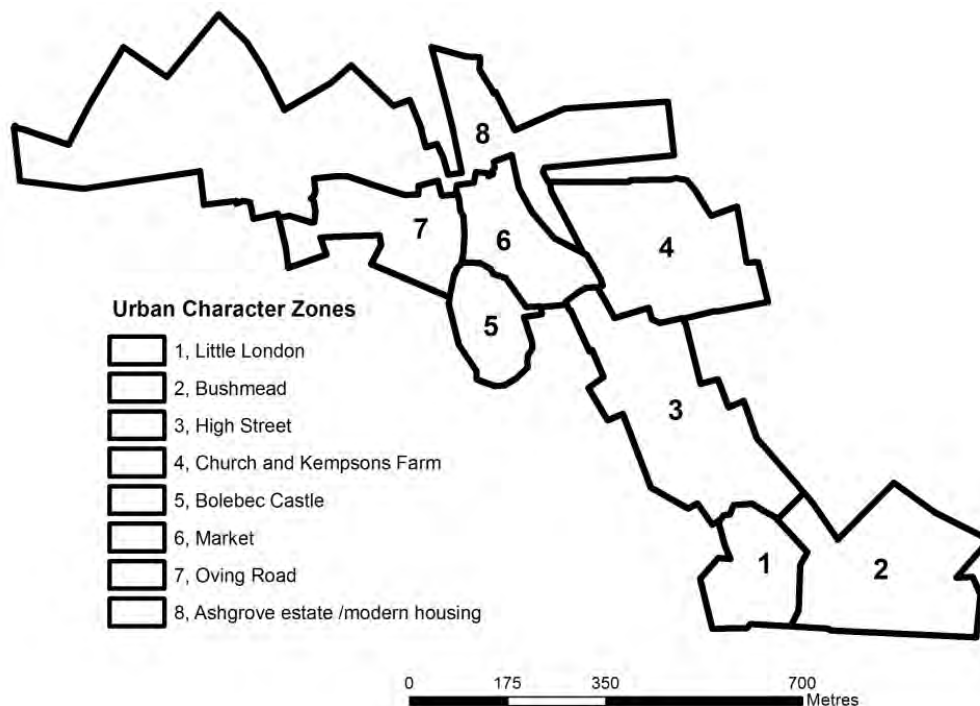 8
7
6
4
5
3
1
2
Urban Character Zones
1, Little London
2, Bushmead
3, High Street
4, Church and Kempsons Farm
5, Bolebec Castle
6, Market
7, Oving Road
8, Ashgrove estate /modern housing
0 175 350 700
Metres